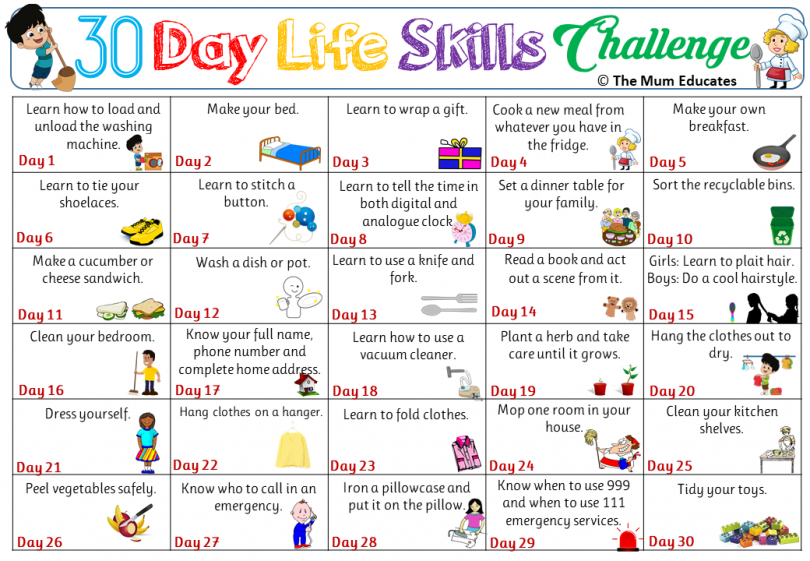 30 Day Life Skills Challenge
© The Mum Educates
Learn how to load and
unload the washing
machine.
Day 1
Make your bed.
Day 2
Learn to wrap a gift.
Day 3
Cook a new meal from
whatever you have in
the fridge.
Day 4
Make your own
breakfast.
Day 5
Learn to tie your
shoelaces.
Day 6
Learn to stitch a
button.
Day 7
Learn to tell the time in
both digital and
analogue clock
Day 8
Set a dinner table for
your family.
Day 9
Sort the recyclable bins.
Day 10
Make a cucumber or
cheese sandwich.
Day 11
Wash a dish or pot.
Day 12
Learn to use a knife and
fork.
Day 13
Read a book and act
out a scene from it.
Day 14
Girls: Learn to plait hair.
Boys: Do a cool hairstyle.
Day 15
Clean your bedroom.
Day 16
Know your full name,
phone number and
complete home address.
Day 17
Learn how to use a
vacuum cleaner.
Day 18
Plant a herb and take
care until it grows.
Day 19
Hang the clothes out to
dry.
Day 20
Dress yourself.
Day 21
Hang clothes on a hanger.
Day 22
Learn to fold clothes.
Day 23
Mop one room in your
house.
Day 24
Clean your kitchen
shelves.
Day 25
Peel vegetables safely.
Day 26
Know who to call in an
emergency.
Day 27
Iron a pillowcase and
put it on the pillow.
Day 28
Know when to use 999
and when to use 111
emergency services.
Day 29
Tidy your toys.
Day 30